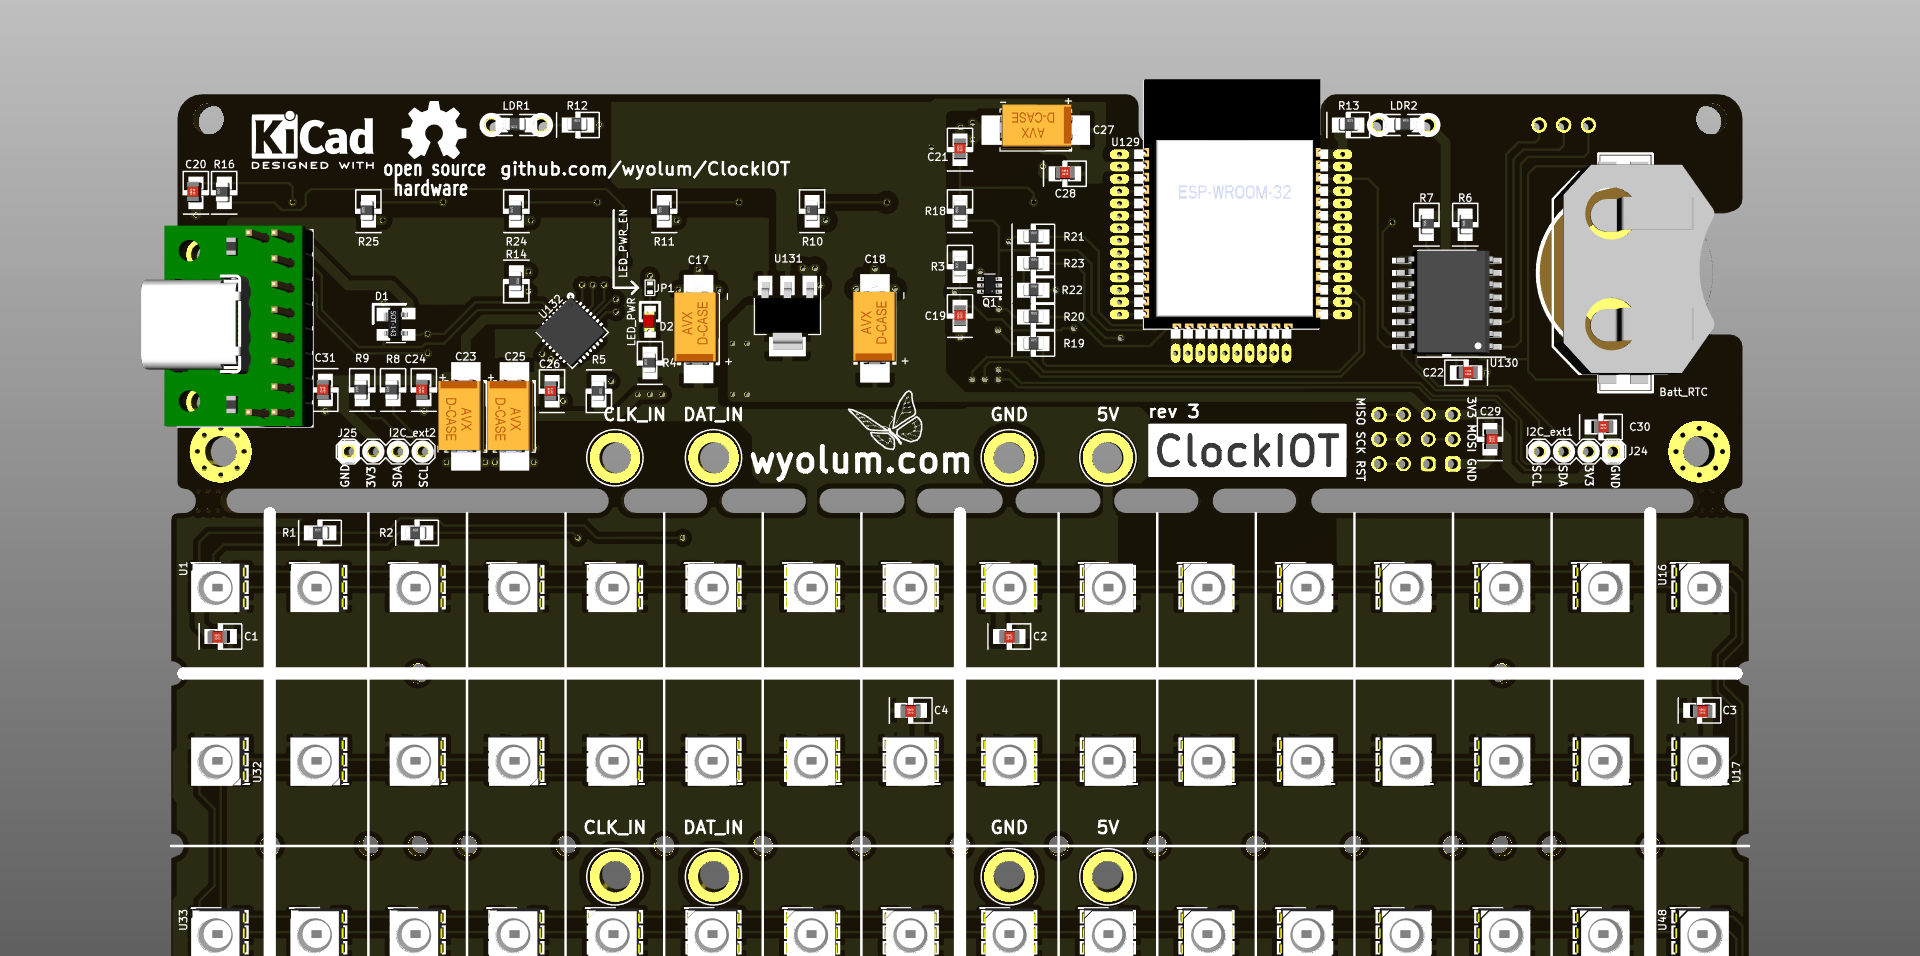 LDR1
R12
C27
R13
LDR2
KiCad
DESIGNED WITH
open source
hardware
github.com/wyolum/ClockIOT
AVX
D-CASE
U129
C21
C28
C20
R16
ESP-WROOM-32
R25
R24
R11
R10
R18
R7
R6
LED_PWR_EN
R14
R21
C17
U131
C18
R3
R23
JP1
R22
Q1
D1
U132
LED_PWR
D2
AVX
D-CASE
AVX
D-CASE
C19
R20
R19
C31
R9
R8
C24
C23
C25
C26
R5
R4
U130
C22
Batt_RTC
AVX
D-CASE
AVX
D-CASE
CLK_IN
DAT_IN
GND
5V
rev 3
MISO SCK RST
3V3 MOSI GND
C29
C30
J25
I2C_ext2
I2C_ext1
J24
GND
3V3
SDA
SCL
wyolum.com
ClockIOT
SCL
SDA
3V3
GND
R1
R2
U1
U16
C1
C2
C4
C3
U32
U17
CLK_IN
DAT_IN
GND
5V
U33
U48